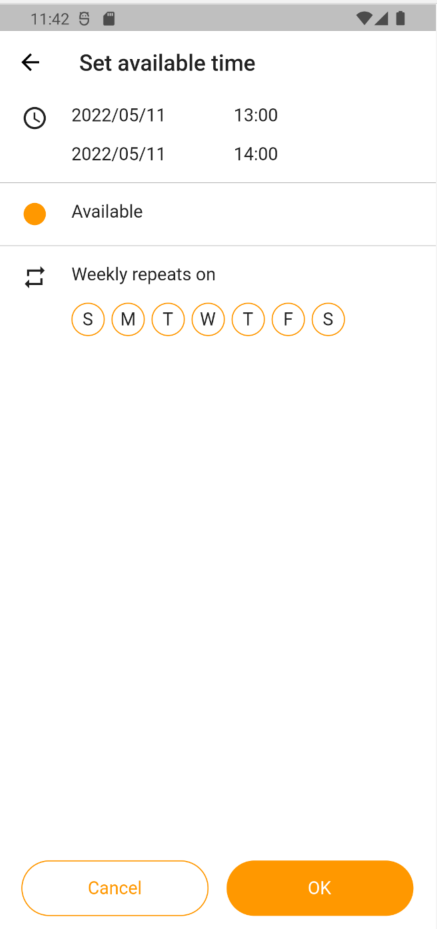 11:42
Set available time
2022/05/11 13:00
2022/05/11 14:00
Available
Weekly repeats on
S M T W T F S
Cancel OK